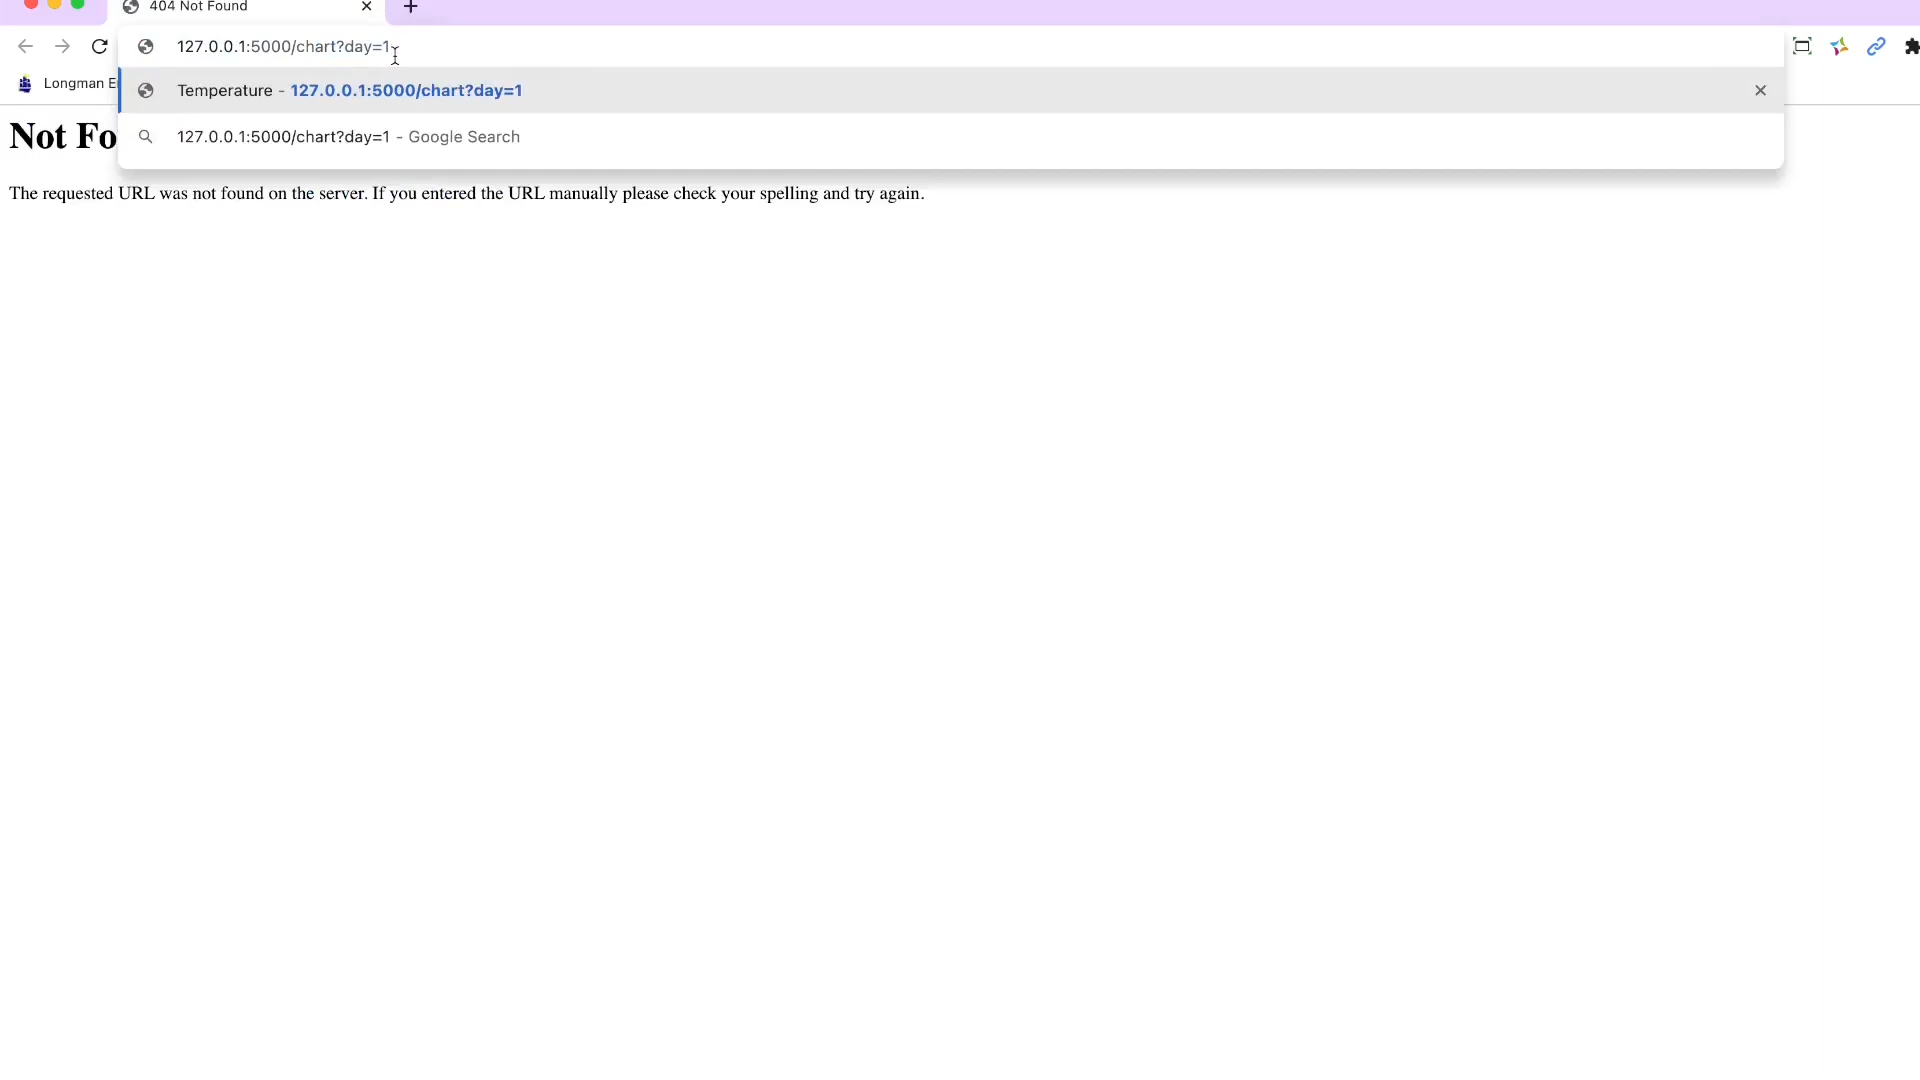 404 Not Found
127.0.0.1:5000/chart?day=1
Temperature - 127.0.0.1:5000/chart?day=1
Longman E
127.0.0.1:5000/chart?day=1 - Google Search
Not Fo
The requested URL was not found on the server. If you entered the URL manually please check your spelling and try again.